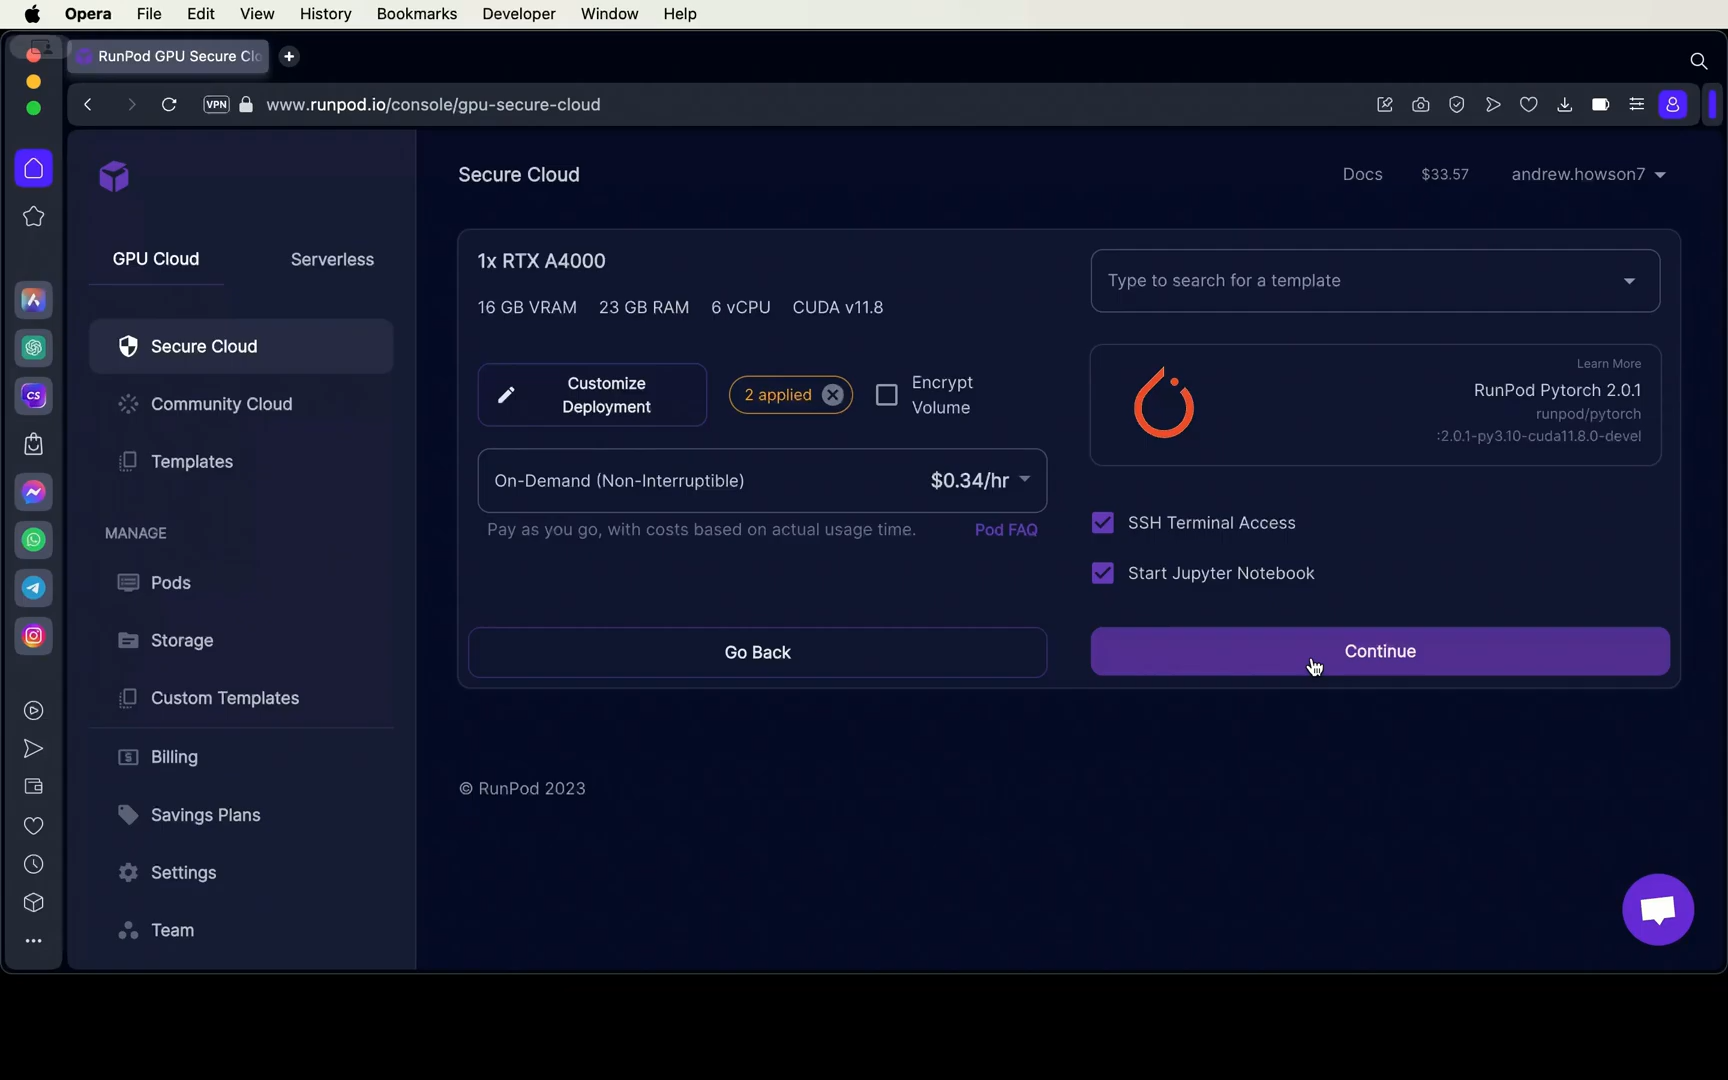 Opera File Edit View History Bookmarks Developer Window Help
RunPod GPU Secure Clo
VPN www.runpod.io/console/gpu-secure-cloud
Secure Cloud
Docs $33.57 andrew.howson7
GPU Cloud Serverless
Secure Cloud
Community Cloud
Templates
MANAGE
Pods
Storage
Custom Templates
Billing
Savings Plans
Settings
Team
1x RTX A4000
16 GB VRAM 23 GB RAM 6 vCPU CUDA v11.8
Customize
Deployment
2 applied
Encrypt
Volume
On-Demand (Non-Interruptible) $0.34/hr
Pay as you go, with costs based on actual usage time. Pod FAQ
Go Back
Type to search for a template
Learn More
RunPod Pytorch 2.0.1
runpod/pytorch
:2.0.1-py3.10-cuda11.8.0-devel
SSH Terminal Access
Start Jupyter Notebook
Continue
© RunPod 2023
CS